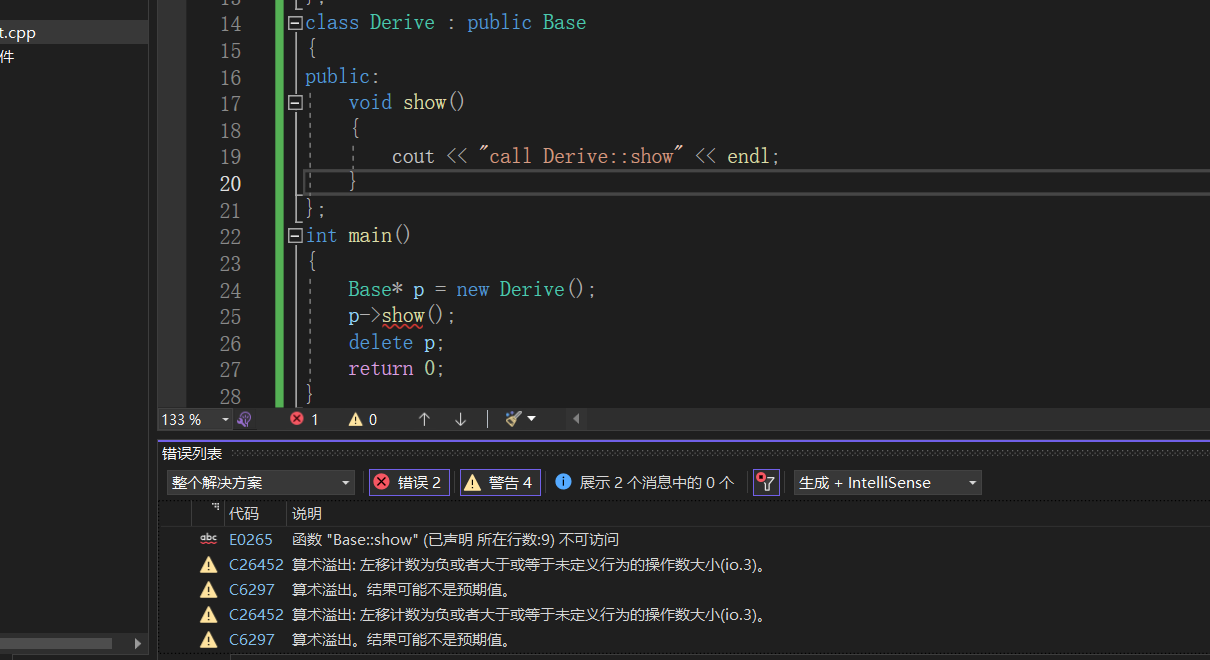 t.cpp
件
13
};
14
class Derive : public Base
15
{
16
public:
17
void show()
18
{
19
cout << "call Derive::show" << endl;
20
}
21
};
22
int main()
23
{
24
Base* p = new Derive();
25
p->show();
26
delete p;
27
return 0;
28
}
133 %
1
0
错误列表
整个解决方案
错误 2
警告 4
展示 2 个消息中的 0 个
生成 + IntelliSense
代码 说明
abc E0265 函数 "Base::show" (已声明 所在行数:9) 不可访问
C26452 算术溢出: 左移计数为负或者大于或等于未定义行为的操作数大小(io.3)。
C6297 算术溢出。结果可能不是预期值。
C26452 算术溢出: 左移计数为负或者大于或等于未定义行为的操作数大小(io.3)。
C6297 算术溢出。结果可能不是预期值。